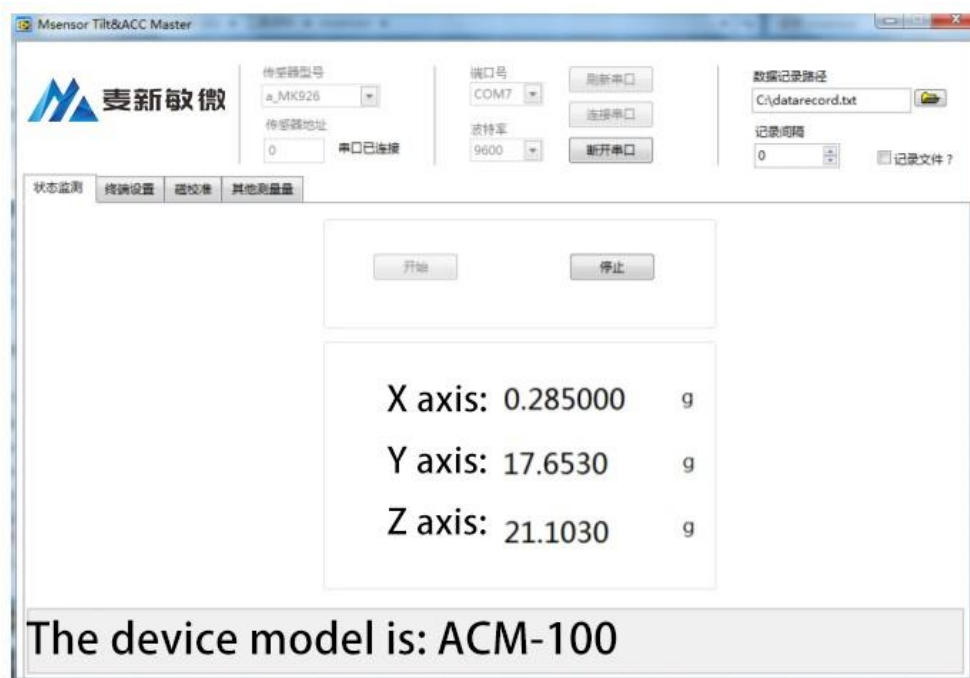 Msensor Tilt&ACC Master
麦新敏微
传感器型号
a_MK926
传感器地址
0
串口已连接
端口号
COM7
波特率
9600
刷新串口
连接串口
断开串口
数据记录路径
C:\datarecord.txt
记录间隔
0
记录文件？
状态监测 终端设置 磁校准 其他测量量
开始 停止
X axis: 0.285000 g
Y axis: 17.6530 g
Z axis: 21.1030 g
The device model is: ACM-100